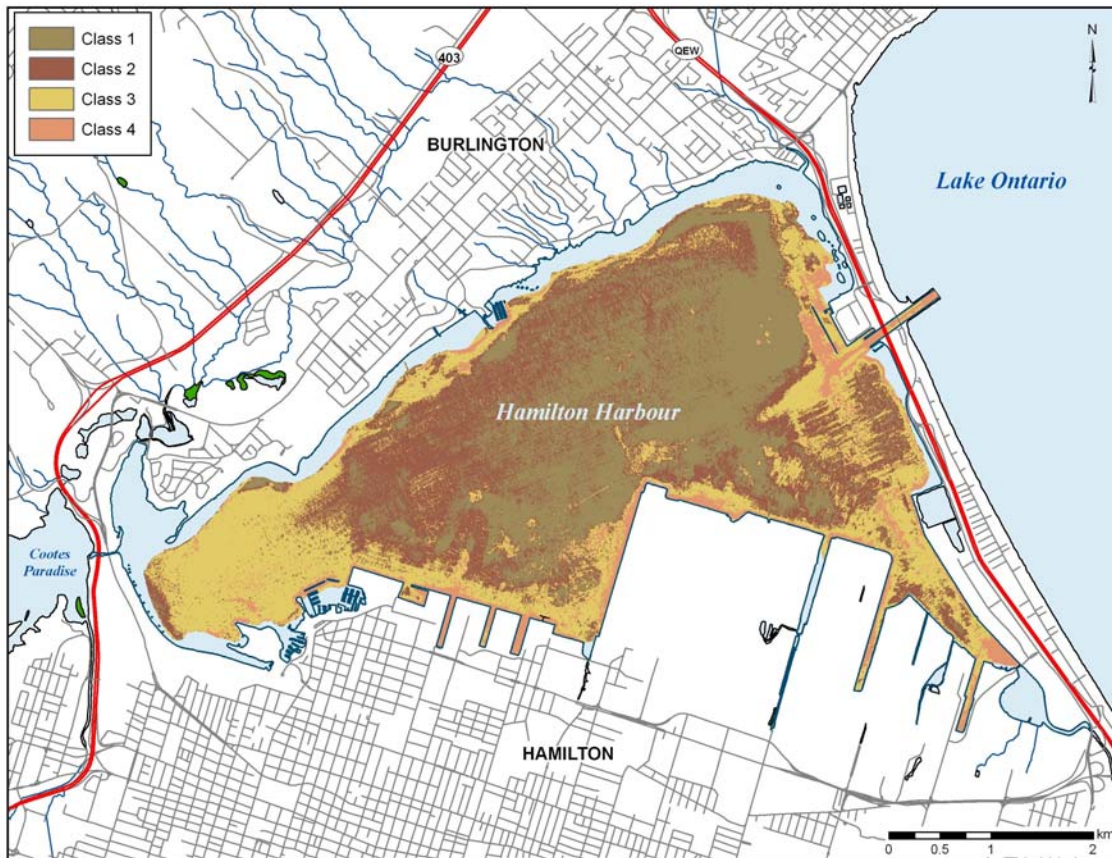 Class 1
Class 2
Class 3
Class 4
403
QEW
N
BURLINGTON
Lake Ontario
Hamilton Harbour
Cootes
Paradise
HAMILTON
km
0 0.5 1 2